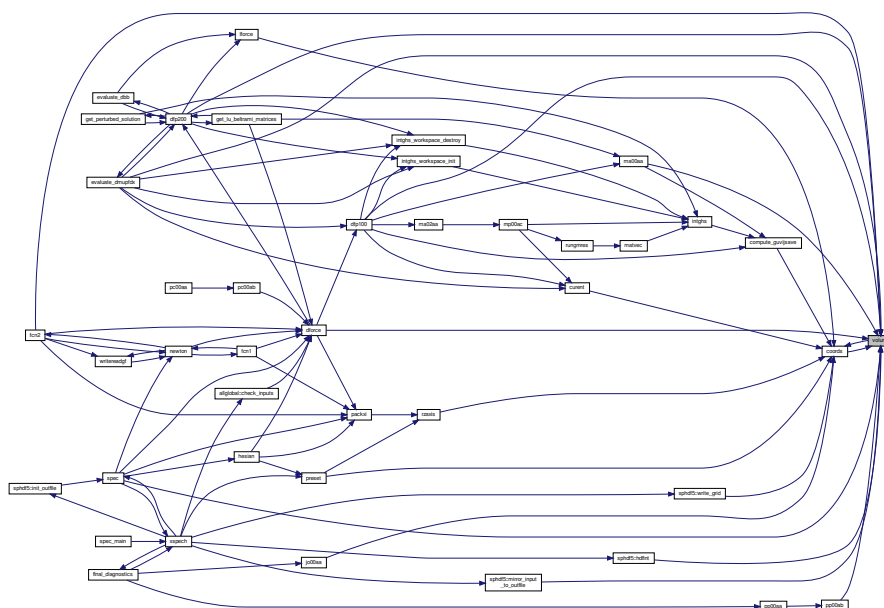 lforce
evaluate_dbb
get_perturbed_solution
dfp200
get_lu_beltrami_matrices
intghs_workspace_destroy
intghs_workspace_init
ma00aa
evaluate_dmupfdx
dfp100
ma02aa
mp00ac
intghs
rungmres
matvec
compute_guvijsave
pc00aa
pc00ab
curent
fcn2
dforce
newton
fcn1
writereadgf
coords
allglobal::check_inputs
packxi
rzaxis
hesian
spec
preset
sphdf5::init_outfile
sphdf5::write_grid
spec_main
xspech
sphdf5::hdfint
jo00aa
final_diagnostics
sphdf5::mirror_input
_to_outfile
pp00aa
pp00ab